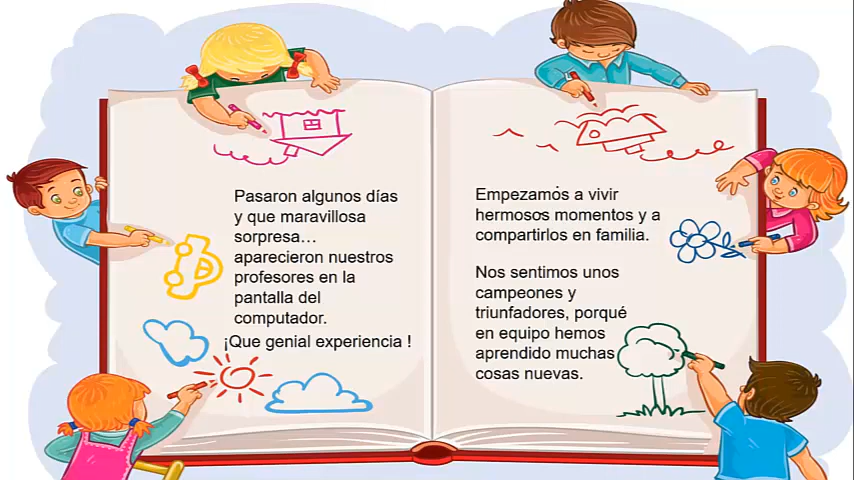 Pasaron algunos días
y que maravillosa
sorpresa…
aparecieron nuestros
profesores en la
pantalla del
computador.
¡Que genial experiencia !
Empezamós a vivir
hermosos momentos y a
compartirlos en familia.
Nos sentimos unos
campeones y
triunfadores, porqué
en equipo hemos
aprendido muchas
cosas nuevas.